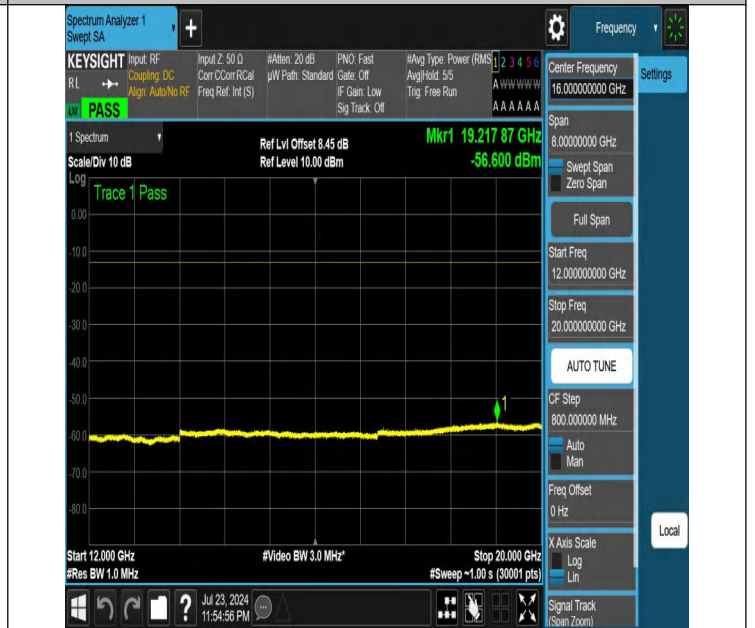 Spectrum Analyzer 1
Swept SA
+
Frequency
KEYSIGHT
RL
PASS
Input: RF
Coupling: DC
Align: Auto/No RF
Input Z: 50 Ω
Corr CCorr RCal
Freq Ref: Int (S)
#Atten: 20 dB
µW Path: Standard
PNO: Fast
Gate: Off
IF Gain: Low
Sig Track: Off
#Avg Type: Power (RMS
Avg|Hold: 5/5
Trig: Free Run
1 2 3 4 5 6
A W W W W W
A A A A A A
1 Spectrum
Scale/Div 10 dB
Ref Lvl Offset 8.45 dB
Ref Level 10.00 dBm
Mkr1 19.217 87 GHz
-56.600 dBm
Log
Trace 1 Pass
0.00
-10.0
-20.0
-30.0
-40.0
-50.0
-60.0
-70.0
-80.0
1
Start 12.000 GHz
#Res BW 1.0 MHz
#Video BW 3.0 MHz*
Stop 20.000 GHz
#Sweep ~1.00 s (30001 pts)
Jul 23, 2024
11:54:56 PM
?
Center Frequency
16.000000000 GHz
Settings
Span
8.00000000 GHz
Swept Span
Zero Span
Full Span
Start Freq
12.000000000 GHz
Stop Freq
20.000000000 GHz
AUTO TUNE
CF Step
800.000000 MHz
Auto
Man
Freq Offset
0 Hz
X Axis Scale
Log
Lin
Local
Signal Track
(Span Zoom)